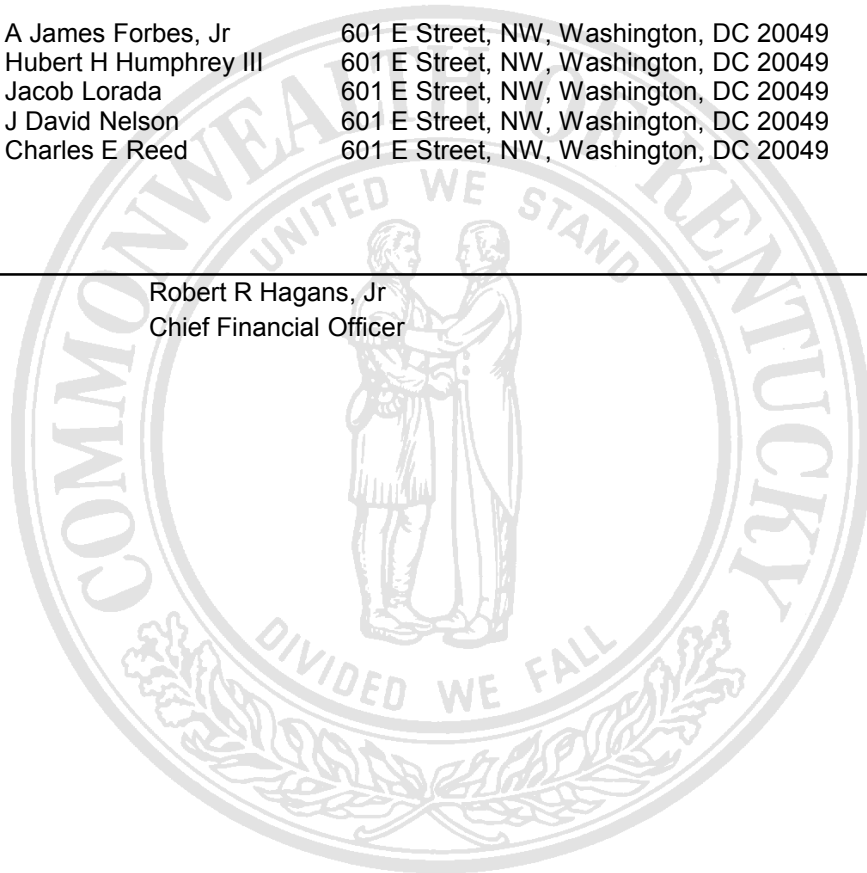 A James Forbes, Jr 601 E Street, NW, Washington, DC 20049
Hubert H Humphrey III 601 E Street, NW, Washington, DC 20049
Jacob Lorada 601 E Street, NW, Washington, DC 20049
J David Nelson 601 E Street, NW, Washington, DC 20049
Charles E Reed 601 E Street, NW, Washington, DC 20049
Robert R Hagans, Jr
Chief Financial Officer
COMMONWEALTH OF KENTUCKY
UNITED WE STAND
DIVIDED WE FALL